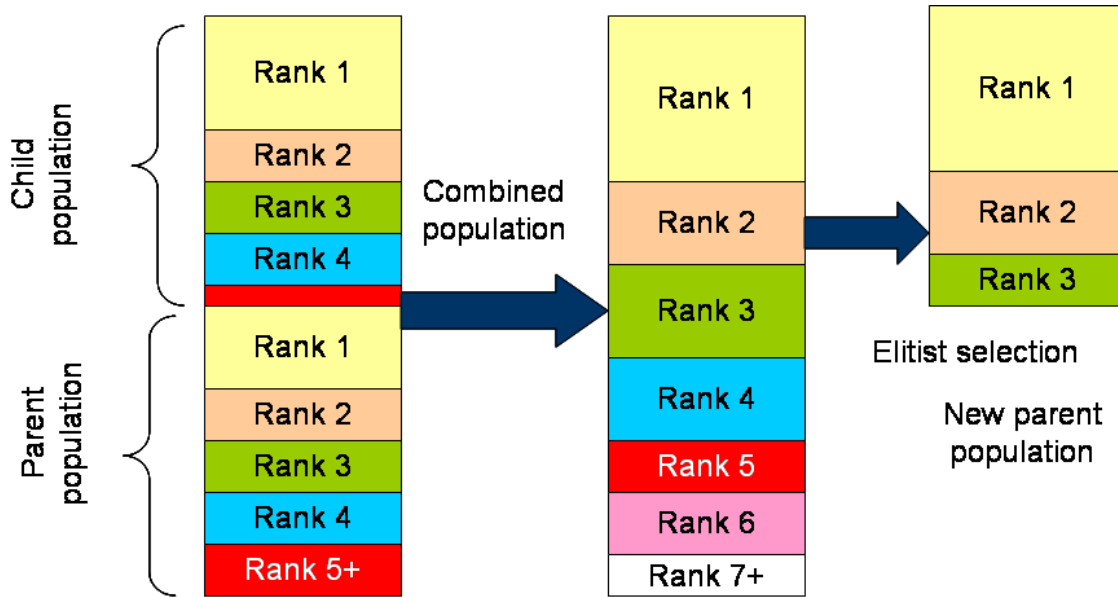 Child
population
Rank 1
Rank 2
Rank 3
Rank 4
Parent
population
Rank 1
Rank 2
Rank 3
Rank 4
Rank 5+
Combined
population
Rank 1
Rank 2
Rank 3
Rank 4
Rank 5
Rank 6
Rank 7+
Rank 1
Rank 2
Rank 3
Elitist selection
New parent
population